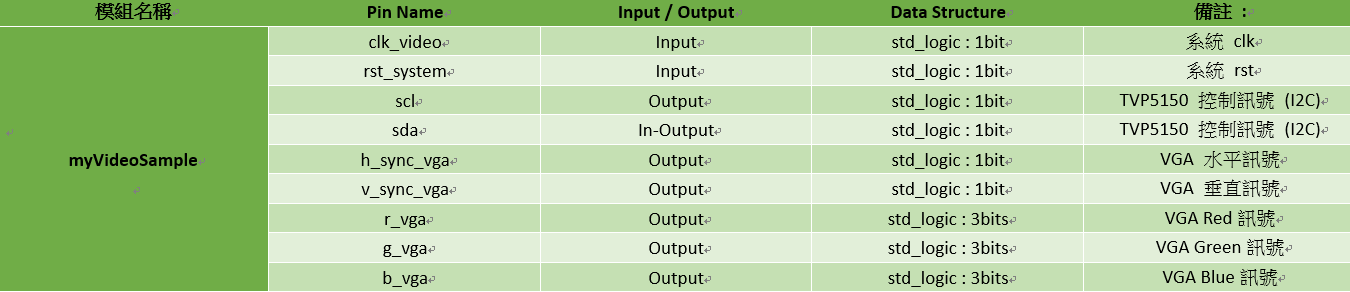 模組名稱 Pin Name Input / Output Data Structure 備註 :
myVideoSample
clk_video Input std_logic : 1bit 系統 clk
rst_system Input std_logic : 1bit 系統 rst
scl Output std_logic : 1bit TVP5150 控制訊號 (I2C)
sda In-Output std_logic : 1bit TVP5150 控制訊號 (I2C)
h_sync_vga Output std_logic : 1bit VGA 水平訊號
v_sync_vga Output std_logic : 1bit VGA 垂直訊號
r_vga Output std_logic : 3bits VGA Red 訊號
g_vga Output std_logic : 3bits VGA Green 訊號
b_vga Output std_logic : 3bits VGA Blue 訊號